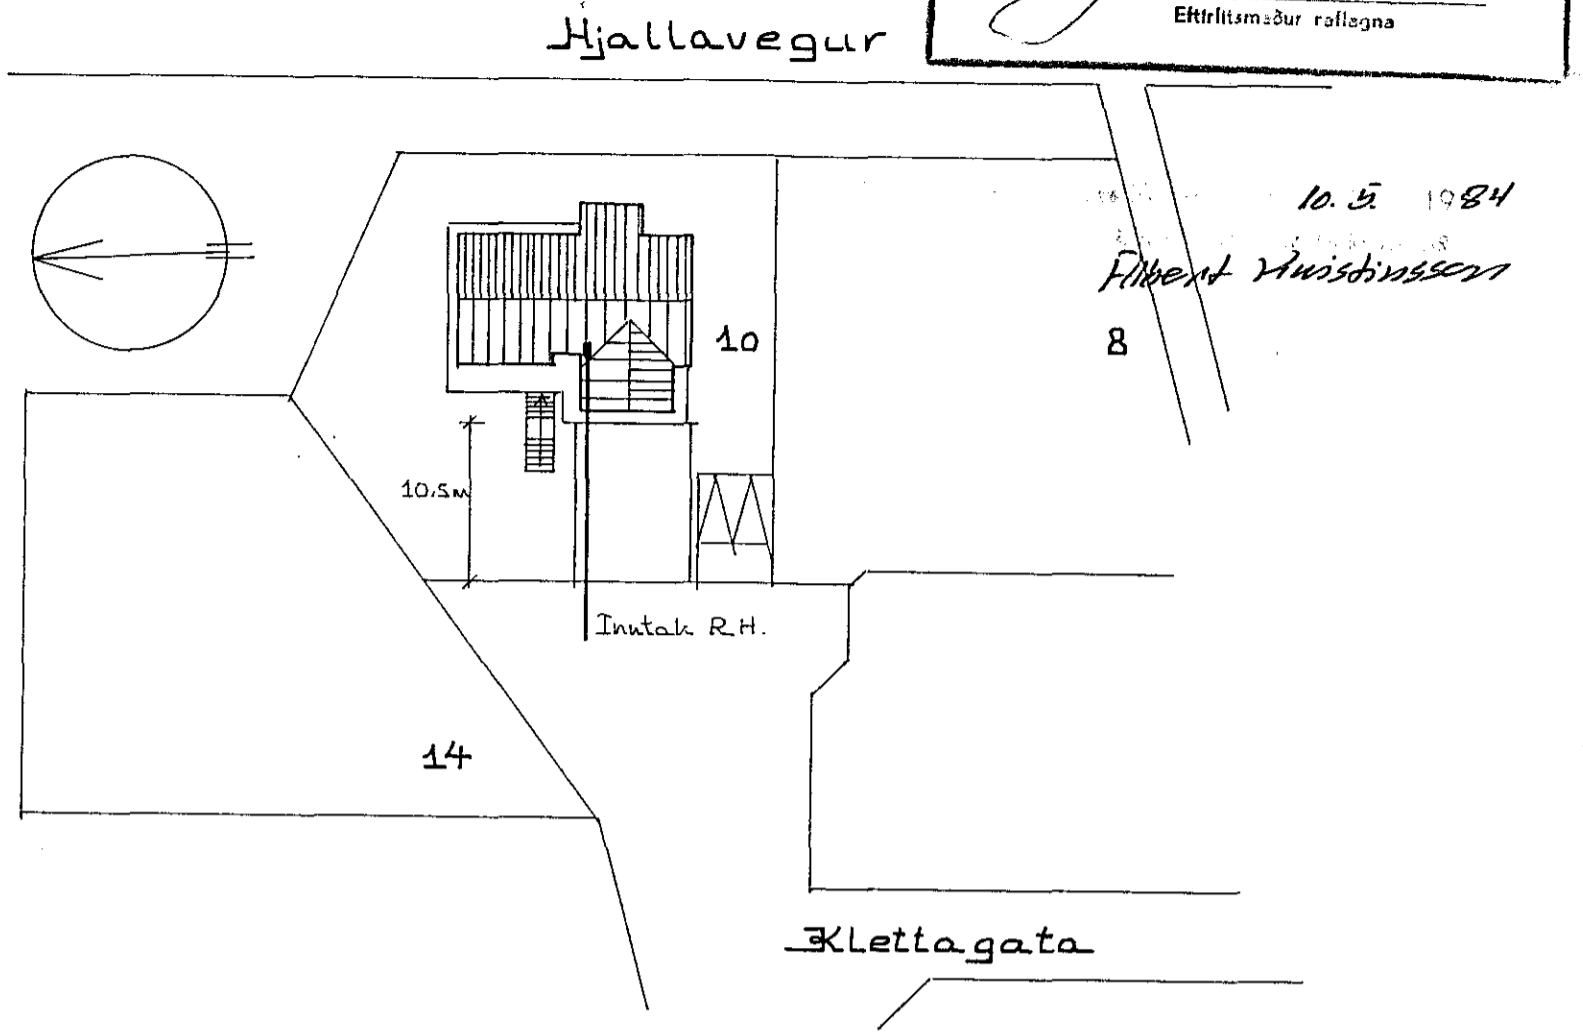 Eftirlitsmaður raflagna
Hjallavegur
10.5. 1984
10
8
10.5m
Inntak R.H.
14
Klettagata